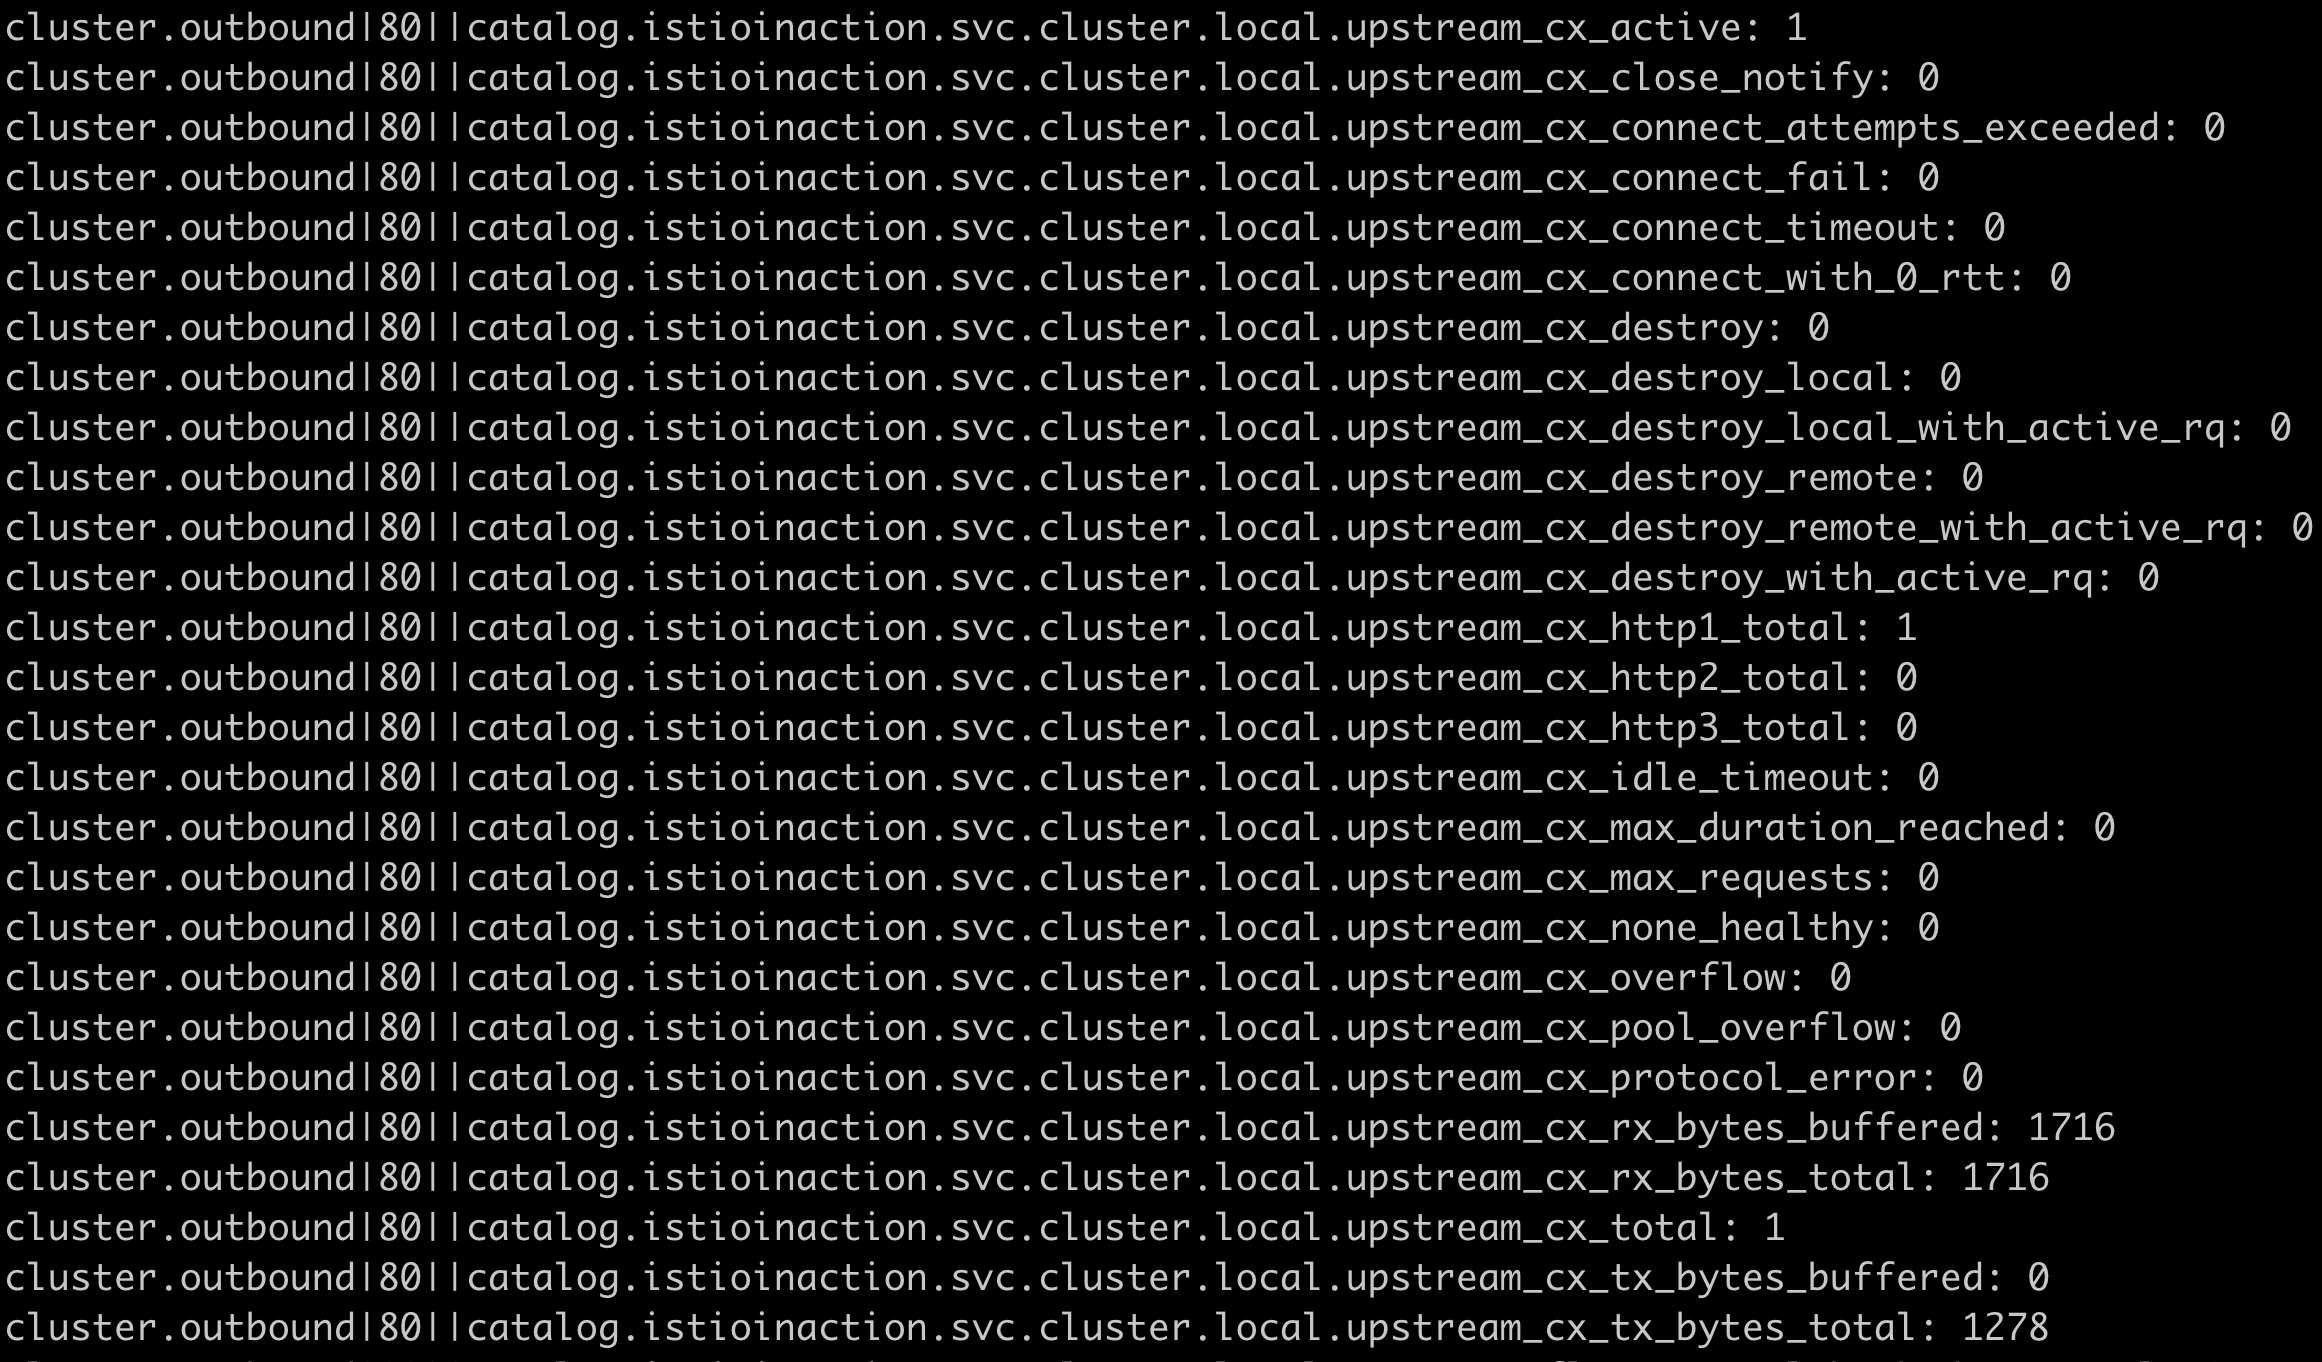 cluster.outbound|80||catalog.istioinaction.svc.cluster.local.upstream_cx_active: 1
cluster.outbound|80||catalog.istioinaction.svc.cluster.local.upstream_cx_close_notify: 0
cluster.outbound|80||catalog.istioinaction.svc.cluster.local.upstream_cx_connect_attempts_exceeded: 0
cluster.outbound|80||catalog.istioinaction.svc.cluster.local.upstream_cx_connect_fail: 0
cluster.outbound|80||catalog.istioinaction.svc.cluster.local.upstream_cx_connect_timeout: 0
cluster.outbound|80||catalog.istioinaction.svc.cluster.local.upstream_cx_connect_with_0_rtt: 0
cluster.outbound|80||catalog.istioinaction.svc.cluster.local.upstream_cx_destroy: 0
cluster.outbound|80||catalog.istioinaction.svc.cluster.local.upstream_cx_destroy_local: 0
cluster.outbound|80||catalog.istioinaction.svc.cluster.local.upstream_cx_destroy_local_with_active_rq: 0
cluster.outbound|80||catalog.istioinaction.svc.cluster.local.upstream_cx_destroy_remote: 0
cluster.outbound|80||catalog.istioinaction.svc.cluster.local.upstream_cx_destroy_remote_with_active_rq: 0
cluster.outbound|80||catalog.istioinaction.svc.cluster.local.upstream_cx_destroy_with_active_rq: 0
cluster.outbound|80||catalog.istioinaction.svc.cluster.local.upstream_cx_http1_total: 1
cluster.outbound|80||catalog.istioinaction.svc.cluster.local.upstream_cx_http2_total: 0
cluster.outbound|80||catalog.istioinaction.svc.cluster.local.upstream_cx_http3_total: 0
cluster.outbound|80||catalog.istioinaction.svc.cluster.local.upstream_cx_idle_timeout: 0
cluster.outbound|80||catalog.istioinaction.svc.cluster.local.upstream_cx_max_duration_reached: 0
cluster.outbound|80||catalog.istioinaction.svc.cluster.local.upstream_cx_max_requests: 0
cluster.outbound|80||catalog.istioinaction.svc.cluster.local.upstream_cx_none_healthy: 0
cluster.outbound|80||catalog.istioinaction.svc.cluster.local.upstream_cx_overflow: 0
cluster.outbound|80||catalog.istioinaction.svc.cluster.local.upstream_cx_pool_overflow: 0
cluster.outbound|80||catalog.istioinaction.svc.cluster.local.upstream_cx_protocol_error: 0
cluster.outbound|80||catalog.istioinaction.svc.cluster.local.upstream_cx_rx_bytes_buffered: 1716
cluster.outbound|80||catalog.istioinaction.svc.cluster.local.upstream_cx_rx_bytes_total: 1716
cluster.outbound|80||catalog.istioinaction.svc.cluster.local.upstream_cx_total: 1
cluster.outbound|80||catalog.istioinaction.svc.cluster.local.upstream_cx_tx_bytes_buffered: 0
cluster.outbound|80||catalog.istioinaction.svc.cluster.local.upstream_cx_tx_bytes_total: 1278